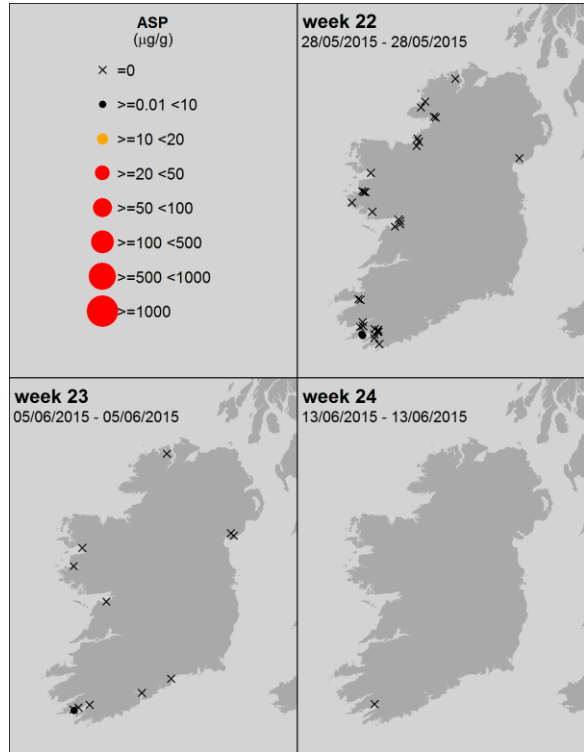 ASP
(µg/g)
=0
>=0.01 <10
>=10 <20
>=20 <50
>=50 <100
>=100 <500
>=500 <1000
>=1000
week 22
28/05/2015 - 28/05/2015
week 23
05/06/2015 - 05/06/2015
week 24
13/06/2015 - 13/06/2015